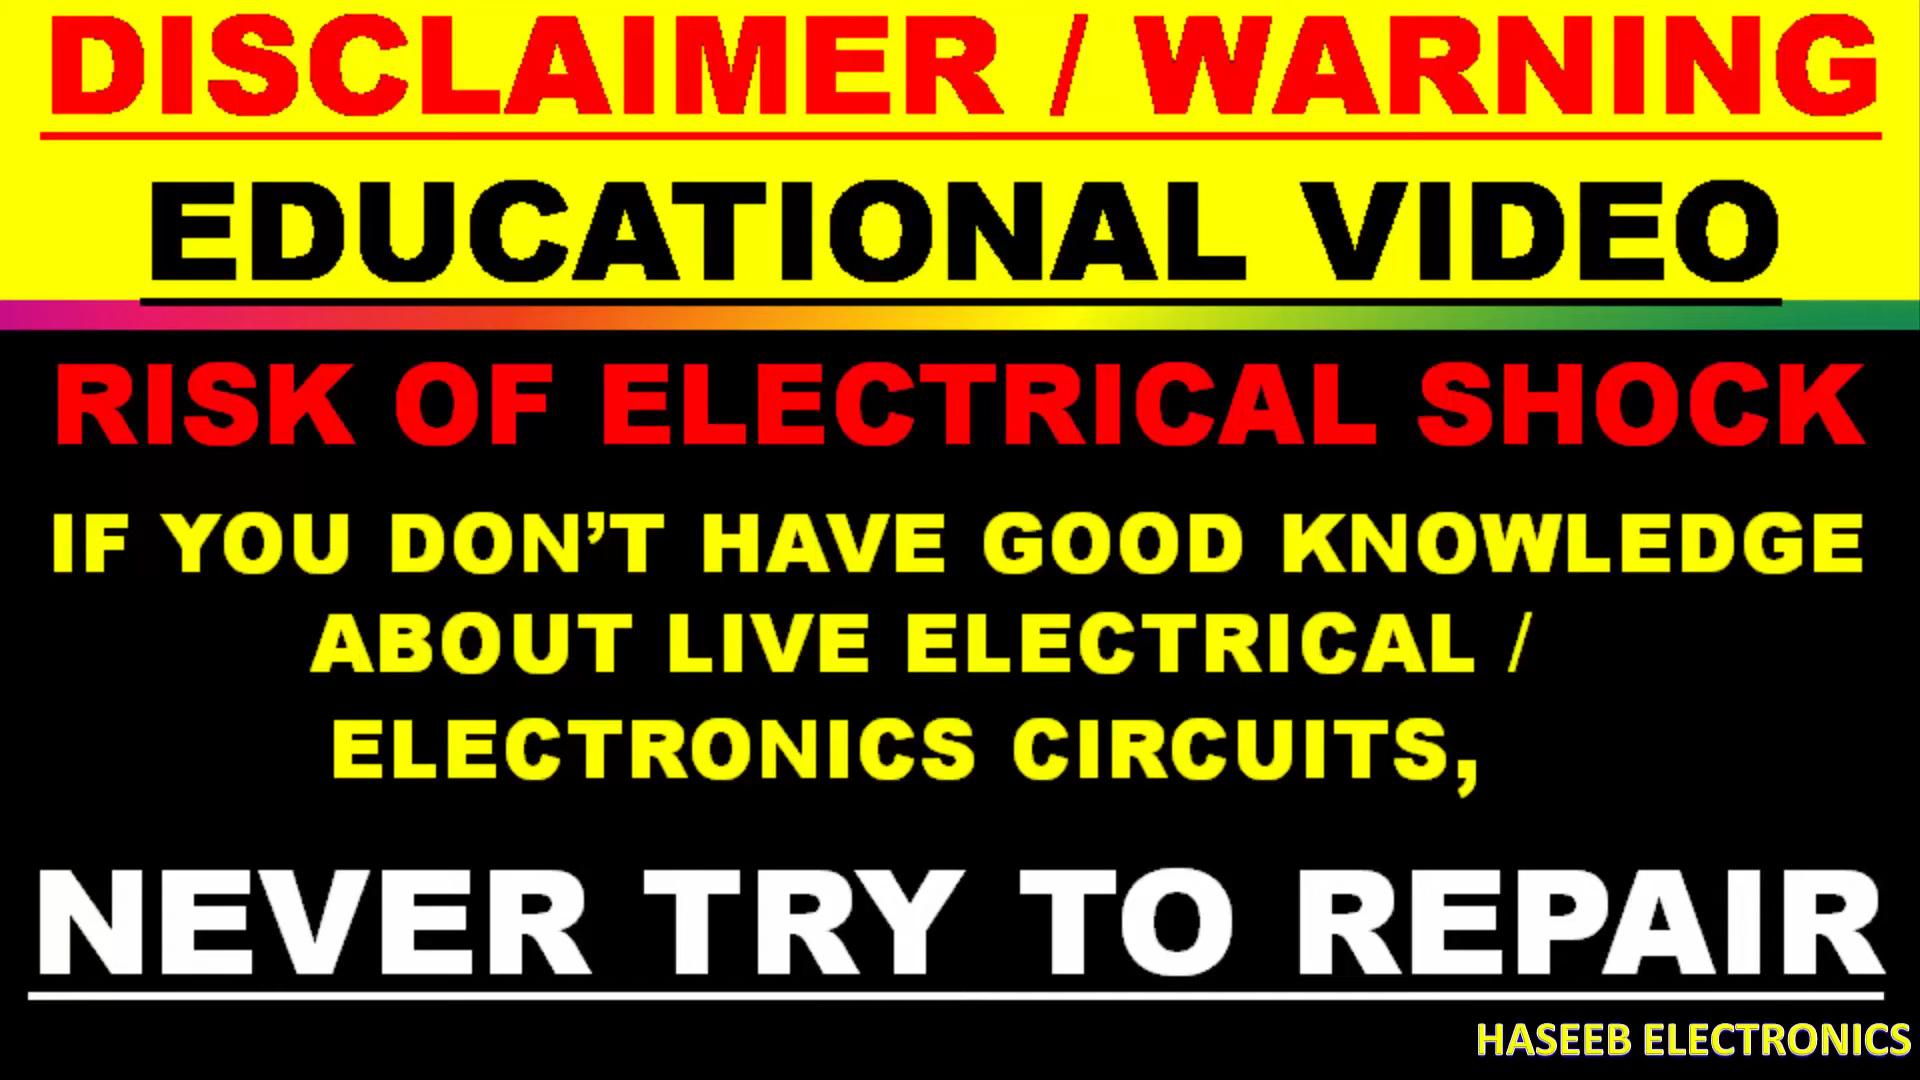 DISCLAIMER / WARNING
EDUCATIONAL VIDEO
RISK OF ELECTRICAL SHOCK
IF YOU DON’T HAVE GOOD KNOWLEDGE
ABOUT LIVE ELECTRICAL /
ELECTRONICS CIRCUITS,
NEVER TRY TO REPAIR
HASEEB ELECTRONICS